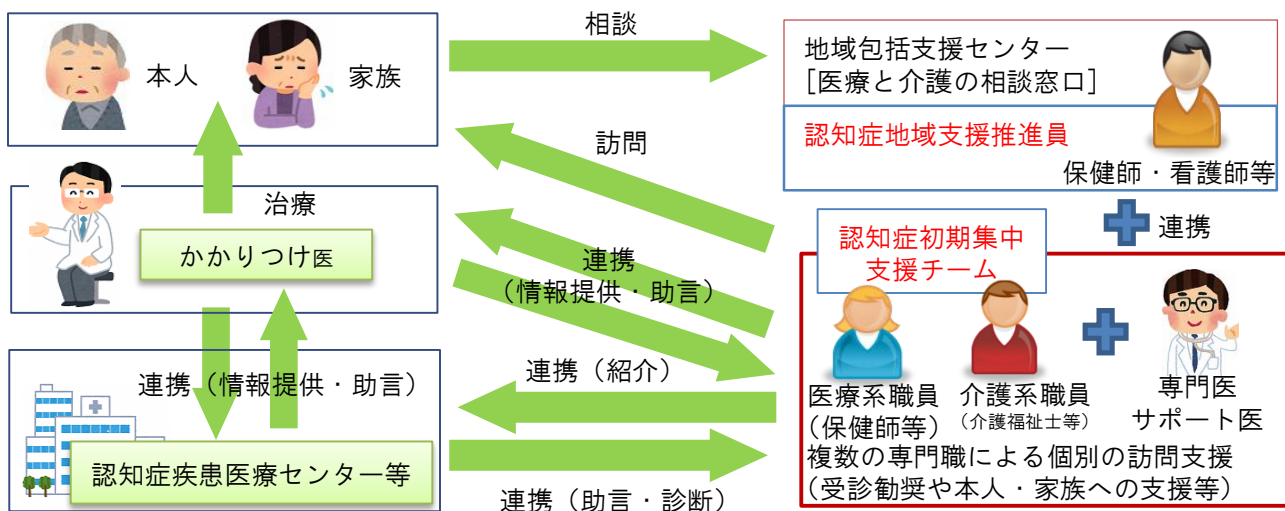 相談
本人
家族
地域包括支援センター
[医療と介護の相談窓口]
認知症地域支援推進員
保健師・看護師等
訪問
治療
かかりつけ医
連携
連携
(情報提供・助言)
認知症初期集中
支援チーム
連携(情報提供・助言)
連携(紹介)
医療系職員
(保健師等)
介護系職員
(介護福祉士等)
専門医
サポート医
認知症疾患医療センター等
複数の専門職による個別の訪問支援
(受診勧奨や本人・家族への支援等)
連携(助言・診断)